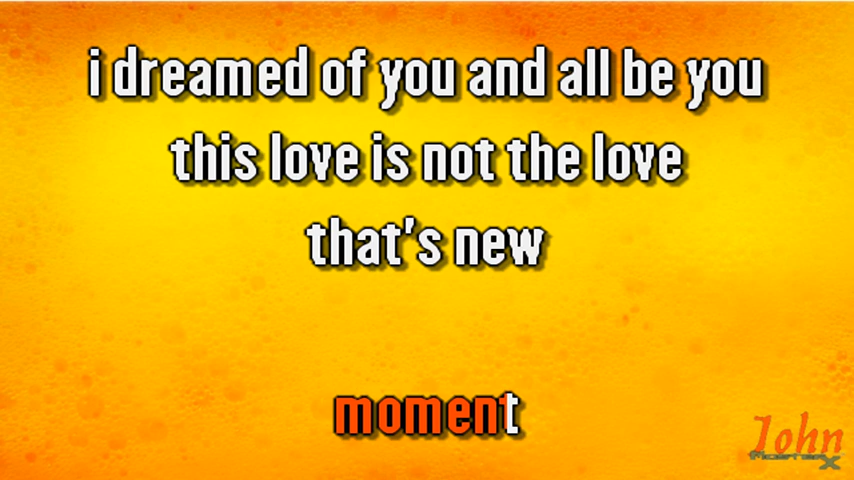 i dreamed of you and all be you
this love is not the love
that's new
moment
John